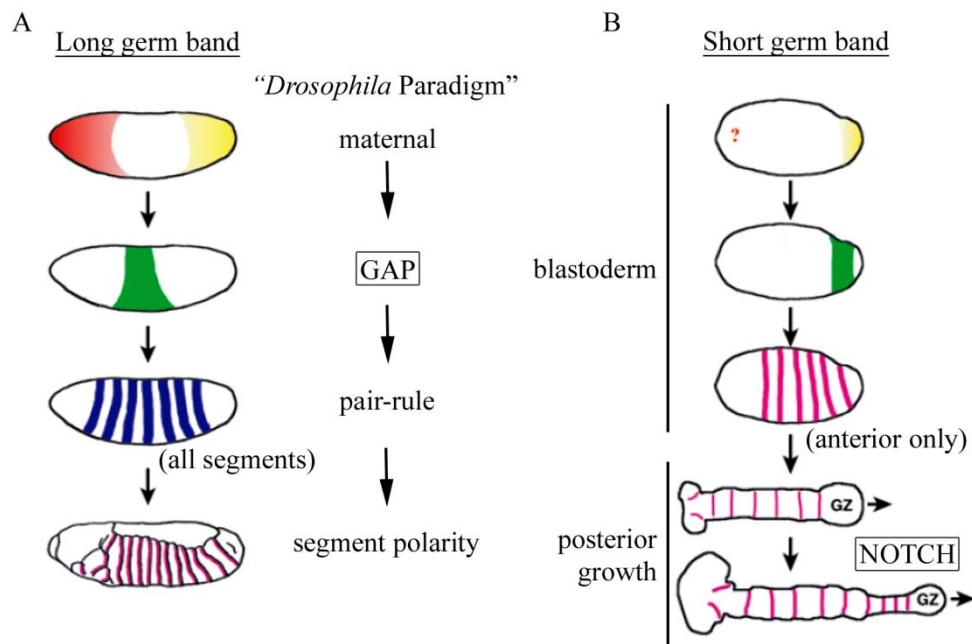 A
Long germ band
“Drosophila Paradigm”
maternal
GAP
pair-rule
(all segments)
segment polarity
B
Short germ band
?
blastoderm
(anterior only)
GZ
posterior
growth
NOTCH
GZ